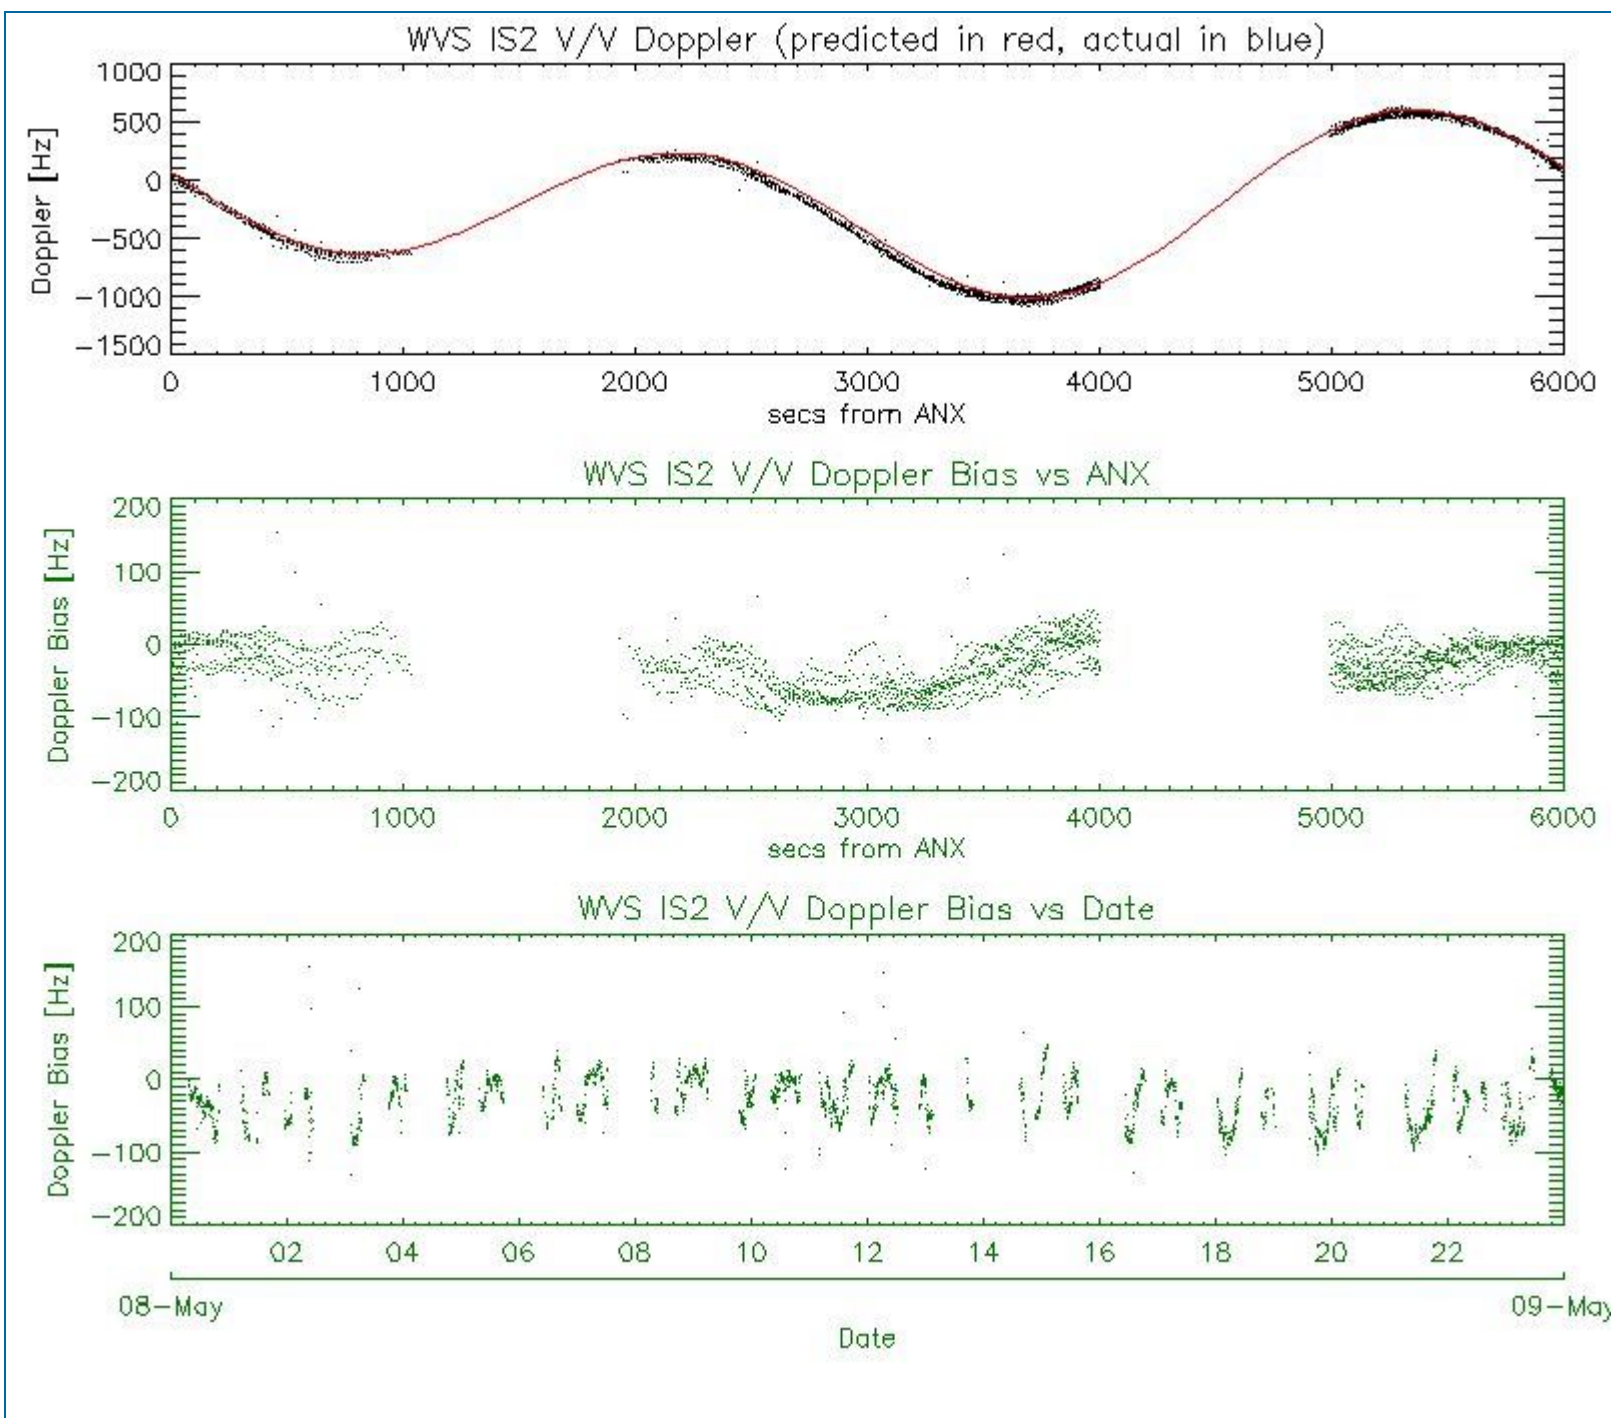 WVS IS2 V/V Doppler (predicted in red, actual in blue)
1000
500
0
-500
-1000
-1500
Doppler [Hz]
0 1000 2000 3000 4000 5000 6000
secs from ANX
WVS IS2 V/V Doppler Bias vs ANX
200
100
0
-100
-200
Doppler Bias [Hz]
0 1000 2000 3000 4000 5000 6000
secs from ANX
WVS IS2 V/V Doppler Bias vs Date
200
100
0
-100
-200
Doppler Bias [Hz]
02 04 06 08 10 12 14 16 18 20 22
08-May 09-May
Date